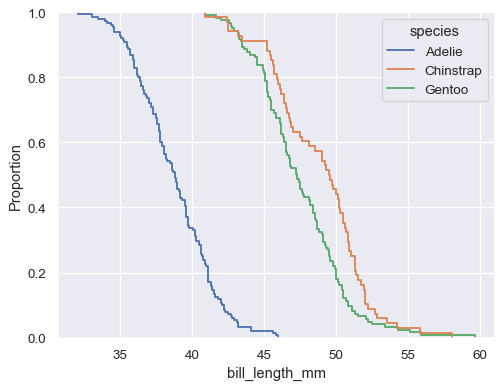 1.0
0.8
0.6
0.4
0.2
0.0
Proportion
species
Adelie
Chinstrap
Gentoo
35 40 45 50 55 60
bill_length_mm